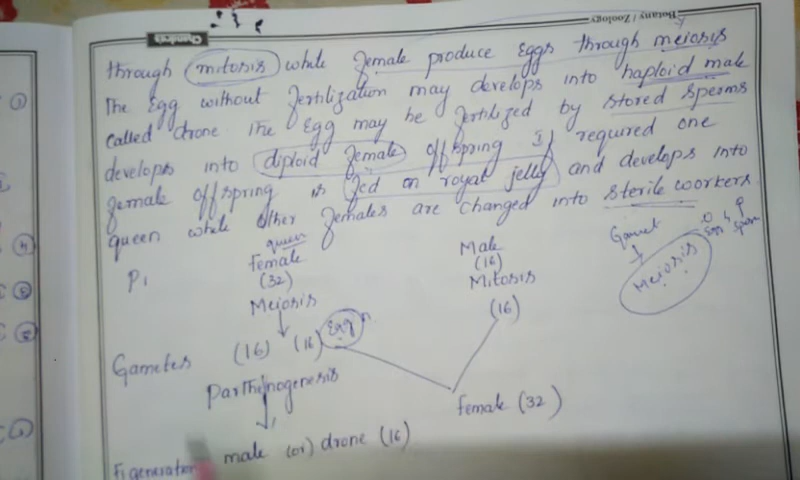 Botany / Zoology
through mitosis while female produce Eggs through meiosis
The Egg without fertilization may develops into haploid male
called drone The Egg may be fertilized by stored sperms
develops into diploid female offspring If required one
female offspring is fed on royal jelly and develops into
queen while other females are changed into sterile workers.
queen
P1 Female Male Gamet
(32) (16) Egg sperm
Meiosis Mitosis Meiosis
(16)
Gametes (16) (16) Egg n
Parthenogenesis
female (32)
F1 generation male (or) drone (16)